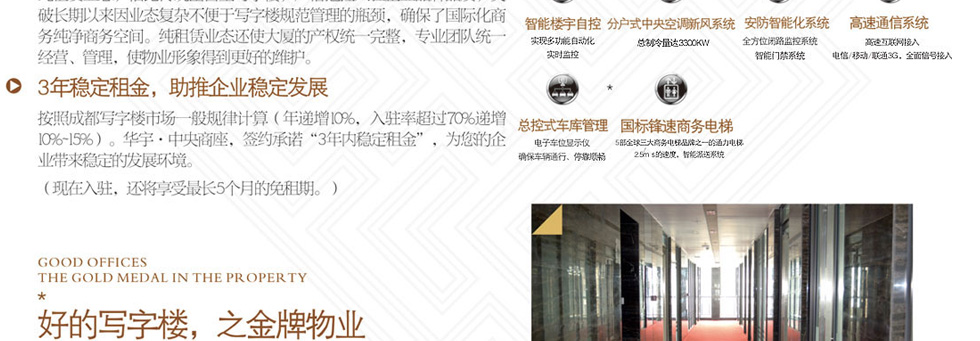 破长期以来因业态复杂不便于写字楼规范管理的瓶颈，确保了国际化商
务纯净商务空间。纯租赁业态还使大厦的产权统一完整，专业团队统一
经营、管理，使物业形象得到更好的维护。
3年稳定租金，助推企业稳定发展
按照成都写字楼市场一般规律计算（年递增10%，入驻率超过70%递增
10%~15%）。华宇·中央商座，签约承诺“3年内稳定租金”，为您的企
业带来稳定的发展环境。
（现在入驻，还将享受最长5个月的免租期。）
GOOD OFFICES
THE GOLD MEDAL IN THE PROPERTY
*
好的写字楼，之金牌物业
智能楼宇自控
实现多功能自动化
实时监控
分户式中央空调新风系统
总制冷量达3300KW
安防智能化系统
全方位闭路监控系统
智能门禁系统
高速通信系统
高速互联网接入
电信/移动/联通3G，全面信号接入
*
总控式车库管理
电子车位显示仪
确保车辆通行、停靠顺畅
国标锋速商务电梯
5部全球三大商务电梯品牌之一的通力电梯
2.5m s的速度，智能派送系统